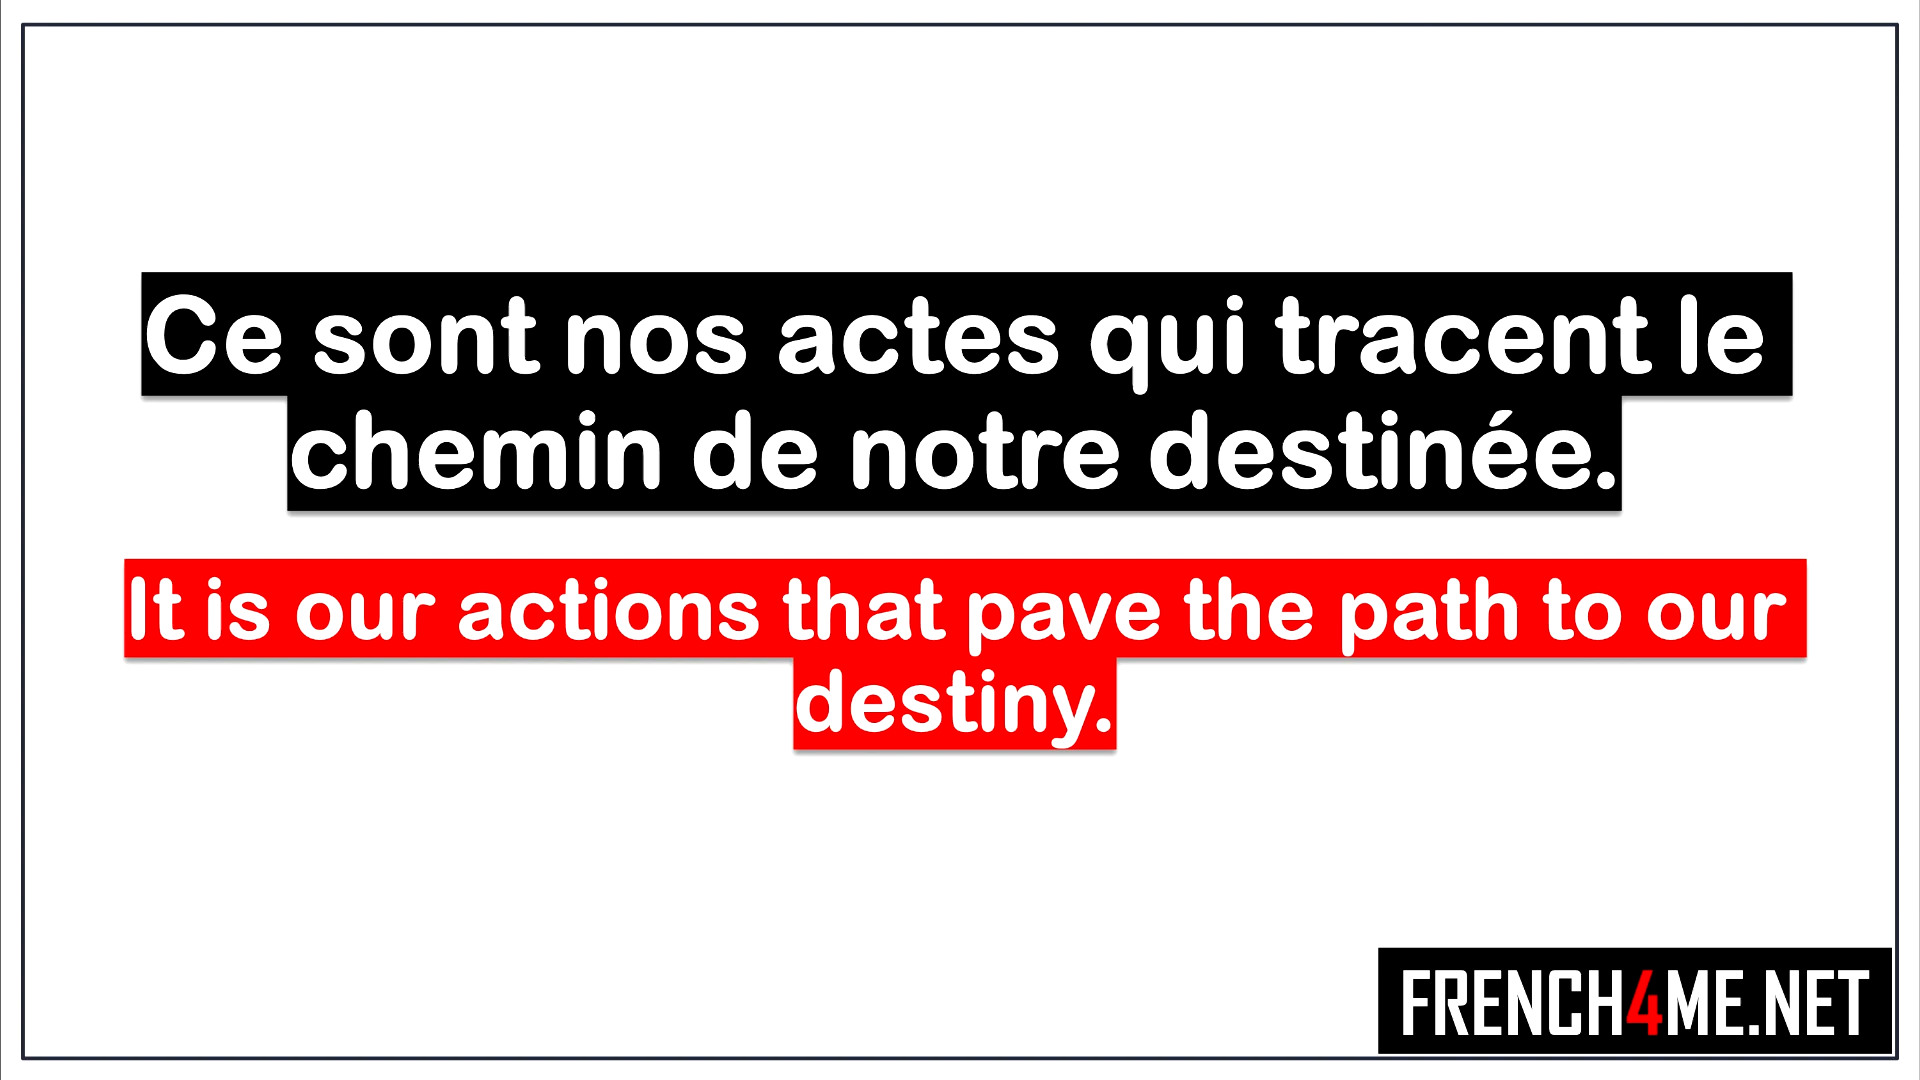 Ce sont nos actes qui tracent le
chemin de notre destinée.
It is our actions that pave the path to our
destiny.
FRENCH4ME.NET